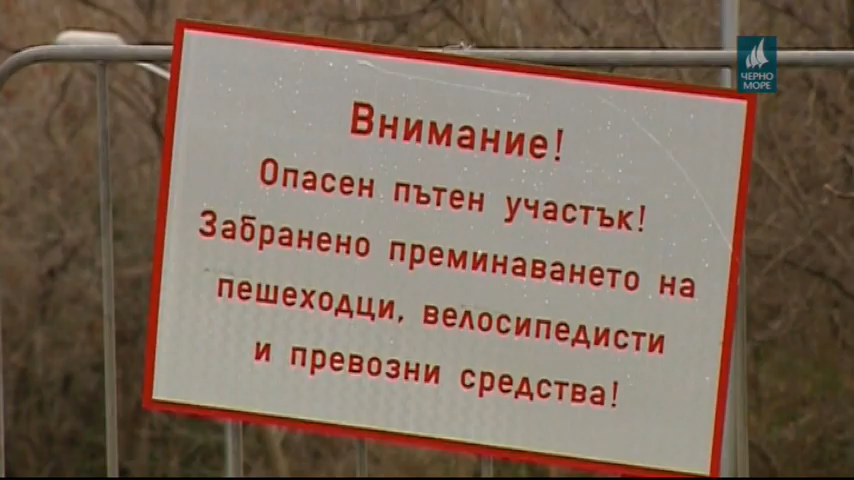 ЧЕРНО
МОРЕ
Внимание!
Опасен пътен участък!
Забранено преминаването на
пешеходци, велосипедисти
и превозни средства!